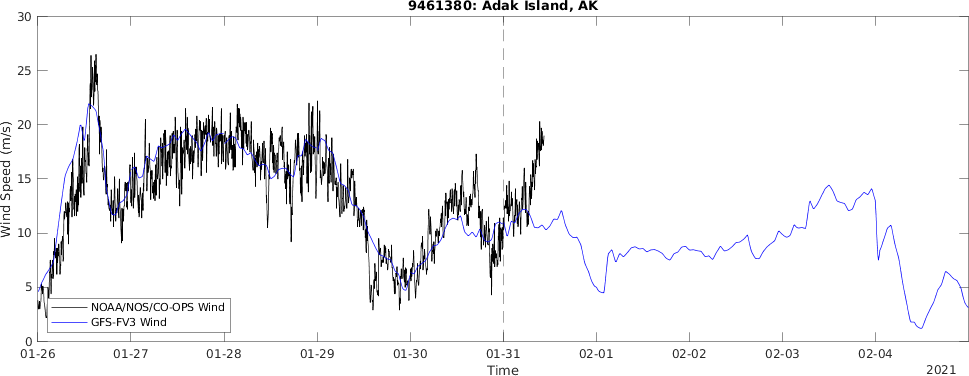 9461380: Adak Island, AK
30
25
20
15
10
5
0
Wind Speed (m/s)
NOAA/NOS/CO-OPS Wind
GFS-FV3 Wind
01-26 01-27 01-28 01-29 01-30 01-31 02-01 02-02 02-03 02-04
Time
2021